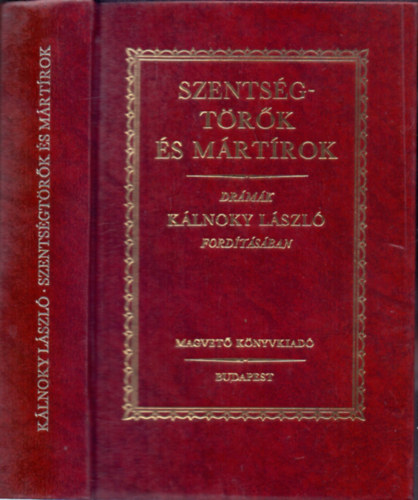 KÁLNOKY LÁSZLÓ · SZENTSÉGTÖRŐK ÉS MÁRTÍROK
SZENTSÉG-
TÖRŐK
ÉS MÁRTÍROK
DRÁMÁK
KÁLNOKY LÁSZLÓ
FORDÍTÁSÁBAN
MAGVETŐ KÖNYVKIADÓ
BUDAPEST